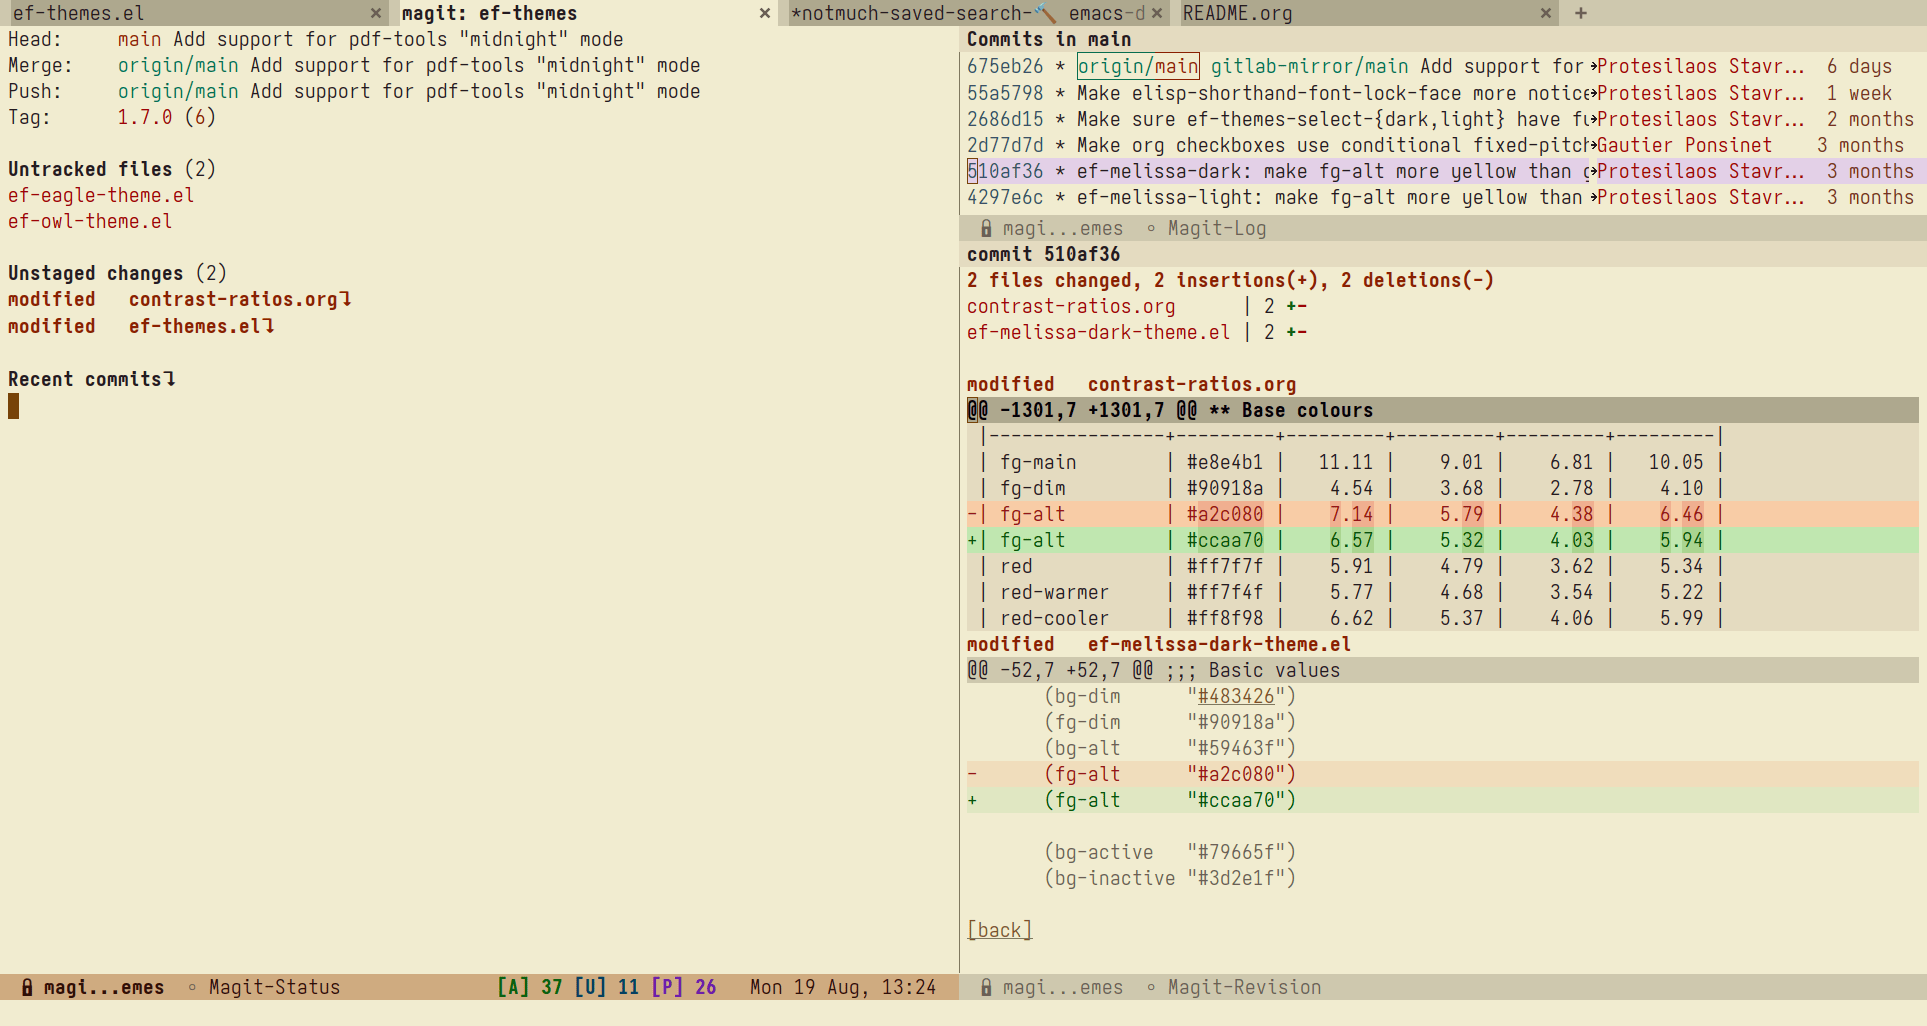 ef-themes.el × magit: ef-themes × *notmuch-saved-search-🔨 emacs-d × README.org × +
Head:     main Add support for pdf-tools "midnight" mode
Merge:    origin/main Add support for pdf-tools "midnight" mode
Push:     origin/main Add support for pdf-tools "midnight" mode
Tag:      1.7.0 (6)
Untracked files (2)
ef-eagle-theme.el
ef-owl-theme.el
Unstaged changes (2)
modified   contrast-ratios.org
modified   ef-themes.el
Recent commits
magi...emes  ◦ Magit-Status  [A] 37 [U] 11 [P] 26  Mon 19 Aug, 13:24
Commits in main
675eb26 * origin/main gitlab-mirror/main Add support for Protesilaos Stavr...  6 days
55a5798 * Make elisp-shorthand-font-lock-face more notice Protesilaos Stavr...  1 week
2686d15 * Make sure ef-themes-select-{dark,light} have fu Protesilaos Stavr...  2 months
2d77d7d * Make org checkboxes use conditional fixed-pitch Gautier Ponsinet    3 months
510af36 * ef-melissa-dark: make fg-alt more yellow than g Protesilaos Stavr...  3 months
4297e6c * ef-melissa-light: make fg-alt more yellow than Protesilaos Stavr...  3 months
magi...emes  ◦ Magit-Log
commit 510af36
2 files changed, 2 insertions(+), 2 deletions(-)
contrast-ratios.org      | 2 +-
ef-melissa-dark-theme.el | 2 +-
modified   contrast-ratios.org
@@ -1301,7 +1301,7 @@ ** Base colours
 |----------------+---------+---------+---------+---------+---------|
 | fg-main        | #e8e4b1 |   11.11 |    9.01 |    6.81 |   10.05 |
 | fg-dim         | #90918a |    4.54 |    3.68 |    2.78 |    4.10 |
-| fg-alt         | #a2c080 |    7.14 |    5.79 |    4.38 |    6.46 |
+| fg-alt         | #ccaa70 |    6.57 |    5.32 |    4.03 |    5.94 |
 | red            | #ff7f7f |    5.91 |    4.79 |    3.62 |    5.34 |
 | red-warmer     | #ff7f4f |    5.77 |    4.68 |    3.54 |    5.22 |
 | red-cooler     | #ff8f98 |    6.62 |    5.37 |    4.06 |    5.99 |
modified   ef-melissa-dark-theme.el
@@ -52,7 +52,7 @@ ;;; Basic values
       (bg-dim      "#483426")
       (fg-dim      "#90918a")
       (bg-alt      "#59463f")
-      (fg-alt      "#a2c080")
+      (fg-alt      "#ccaa70")
       (bg-active   "#79665f")
       (bg-inactive "#3d2e1f")
[back]
magi...emes  ◦ Magit-Revision